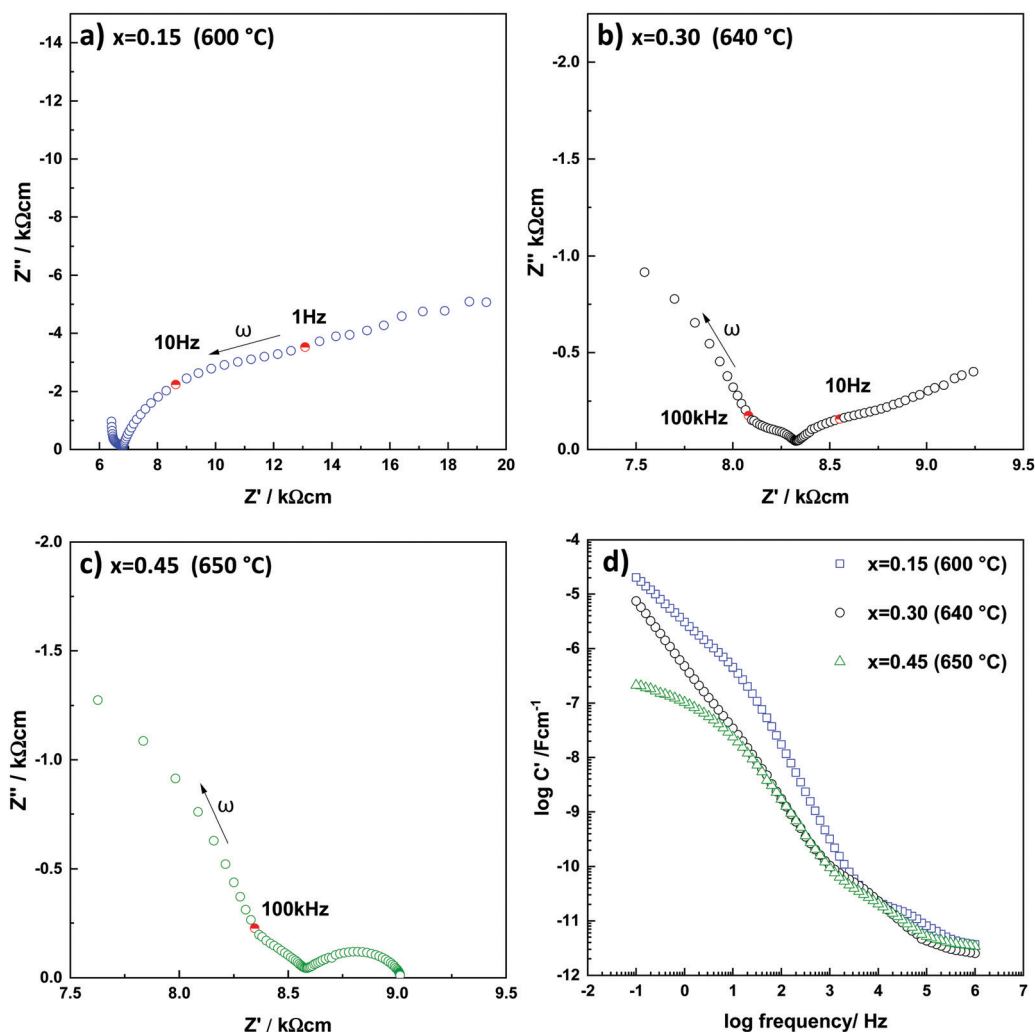 a) x=0.15 (600 °C)
-14
-12
-10
-8
-6
-4
-2
0
Z'' / kΩcm
10Hz
ω
1Hz
6 8 10 12 14 16 18 20
Z' / kΩcm
b) x=0.30 (640 °C)
-2.0
-1.5
-1.0
-0.5
0.0
Z'' kΩcm
ω
100kHz
10Hz
7.5 8.0 8.5 9.0 9.5
Z' / kΩcm
c) x=0.45 (650 °C)
-2.0
-1.5
-1.0
-0.5
0.0
Z'' / kΩcm
ω
100kHz
7.5 8.0 8.5 9.0 9.5
Z' / kΩcm
d)
x=0.15 (600 °C)
x=0.30 (640 °C)
x=0.45 (650 °C)
-4
-5
-6
-7
-8
-9
-10
-11
-12
log C' /Fcm⁻¹
-2 -1 0 1 2 3 4 5 6 7
log frequency/ Hz